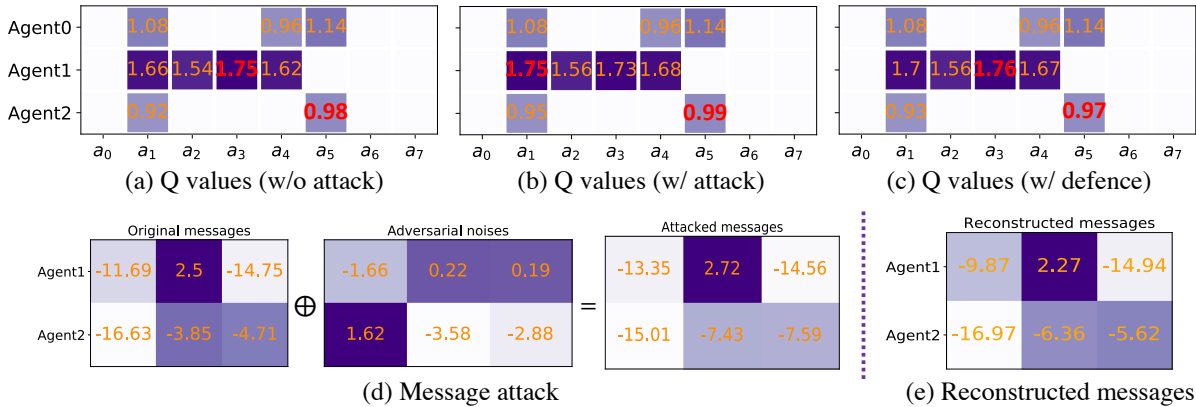 Agent0 1.08 0.96 1.14
Agent1 1.66 1.54 1.75 1.62
Agent2 0.92 0.98
a0 a1 a2 a3 a4 a5 a6 a7
(a) Q values (w/o attack)
1.08 0.96 1.14
1.75 1.56 1.73 1.68
0.95 0.99
a0 a1 a2 a3 a4 a5 a6 a7
(b) Q values (w/ attack)
1.08 0.96 1.14
1.7 1.56 1.76 1.67
0.93 0.97
a0 a1 a2 a3 a4 a5 a6 a7
(c) Q values (w/ defence)
Original messages
Agent1 -11.69 2.5 -14.75
Agent2 -16.63 -3.85 -4.71
⊕
Adversarial noises
-1.66 0.22 0.19
1.62 -3.58 -2.88
=
Attacked messages
-13.35 2.72 -14.56
-15.01 -7.43 -7.59
(d) Message attack
Reconstructed messages
Agent1 -9.87 2.27 -14.94
Agent2 -16.97 -6.36 -5.62
(e) Reconstructed messages